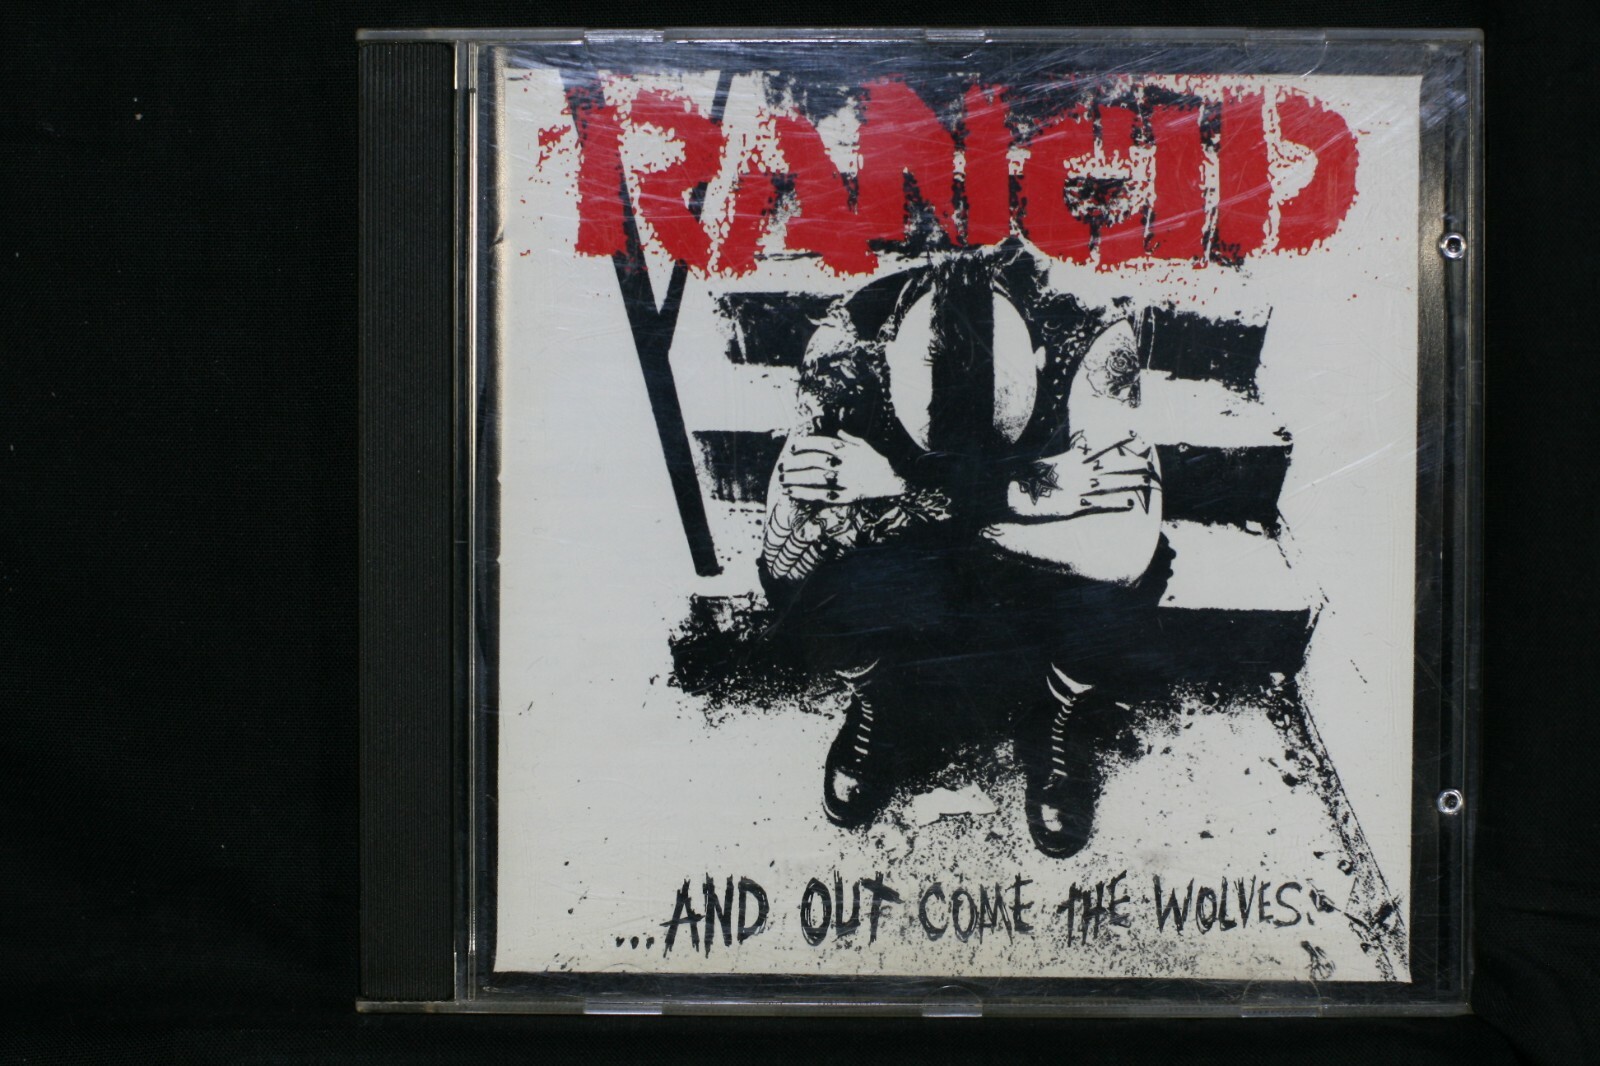 RANCID
...AND OUT COME THE WOLVES.